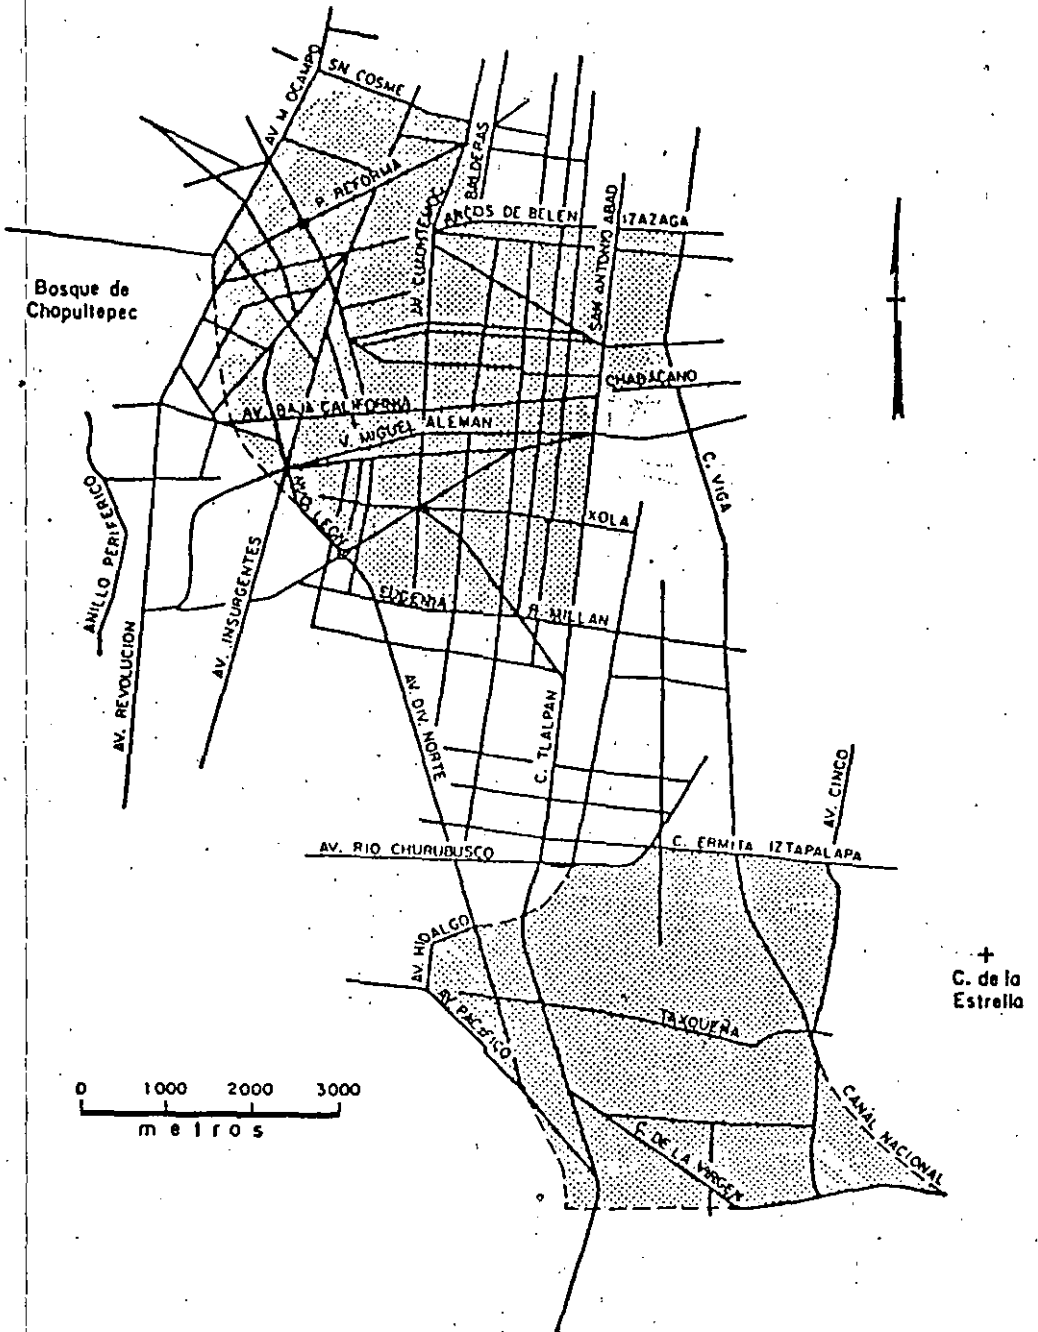 AV. M. OCAMPO
SN COSME
P. REFORMA
BALDERAS
AV. CUAUHTEMOC
ARCOS DE BELEN
IZAZAGA
SAN ANTONIO ABAD
Bosque de
Chapultepec
CHABACANO
AV. BAJA CALIFORNIA
V. MIGUEL ALEMAN
C. VIGA
ANILLO PERIFERICO
XOLA
AV. INSURGENTES
EUGENIA
A. MILLAN
AV. REVOLUCION
AV. DIV. NORTE
C. TLALPAN
AV. CINCO
AV. RIO CHURUBUSCO
C. ERMITA IZTAPALAPA
AV. HIDALGO
C. de la
Estrella
AV. PACIFICO
TAXQUEÑA
0 1000 2000 3000
metros
CANAL NACIONAL
C. DE LA VIRGEN